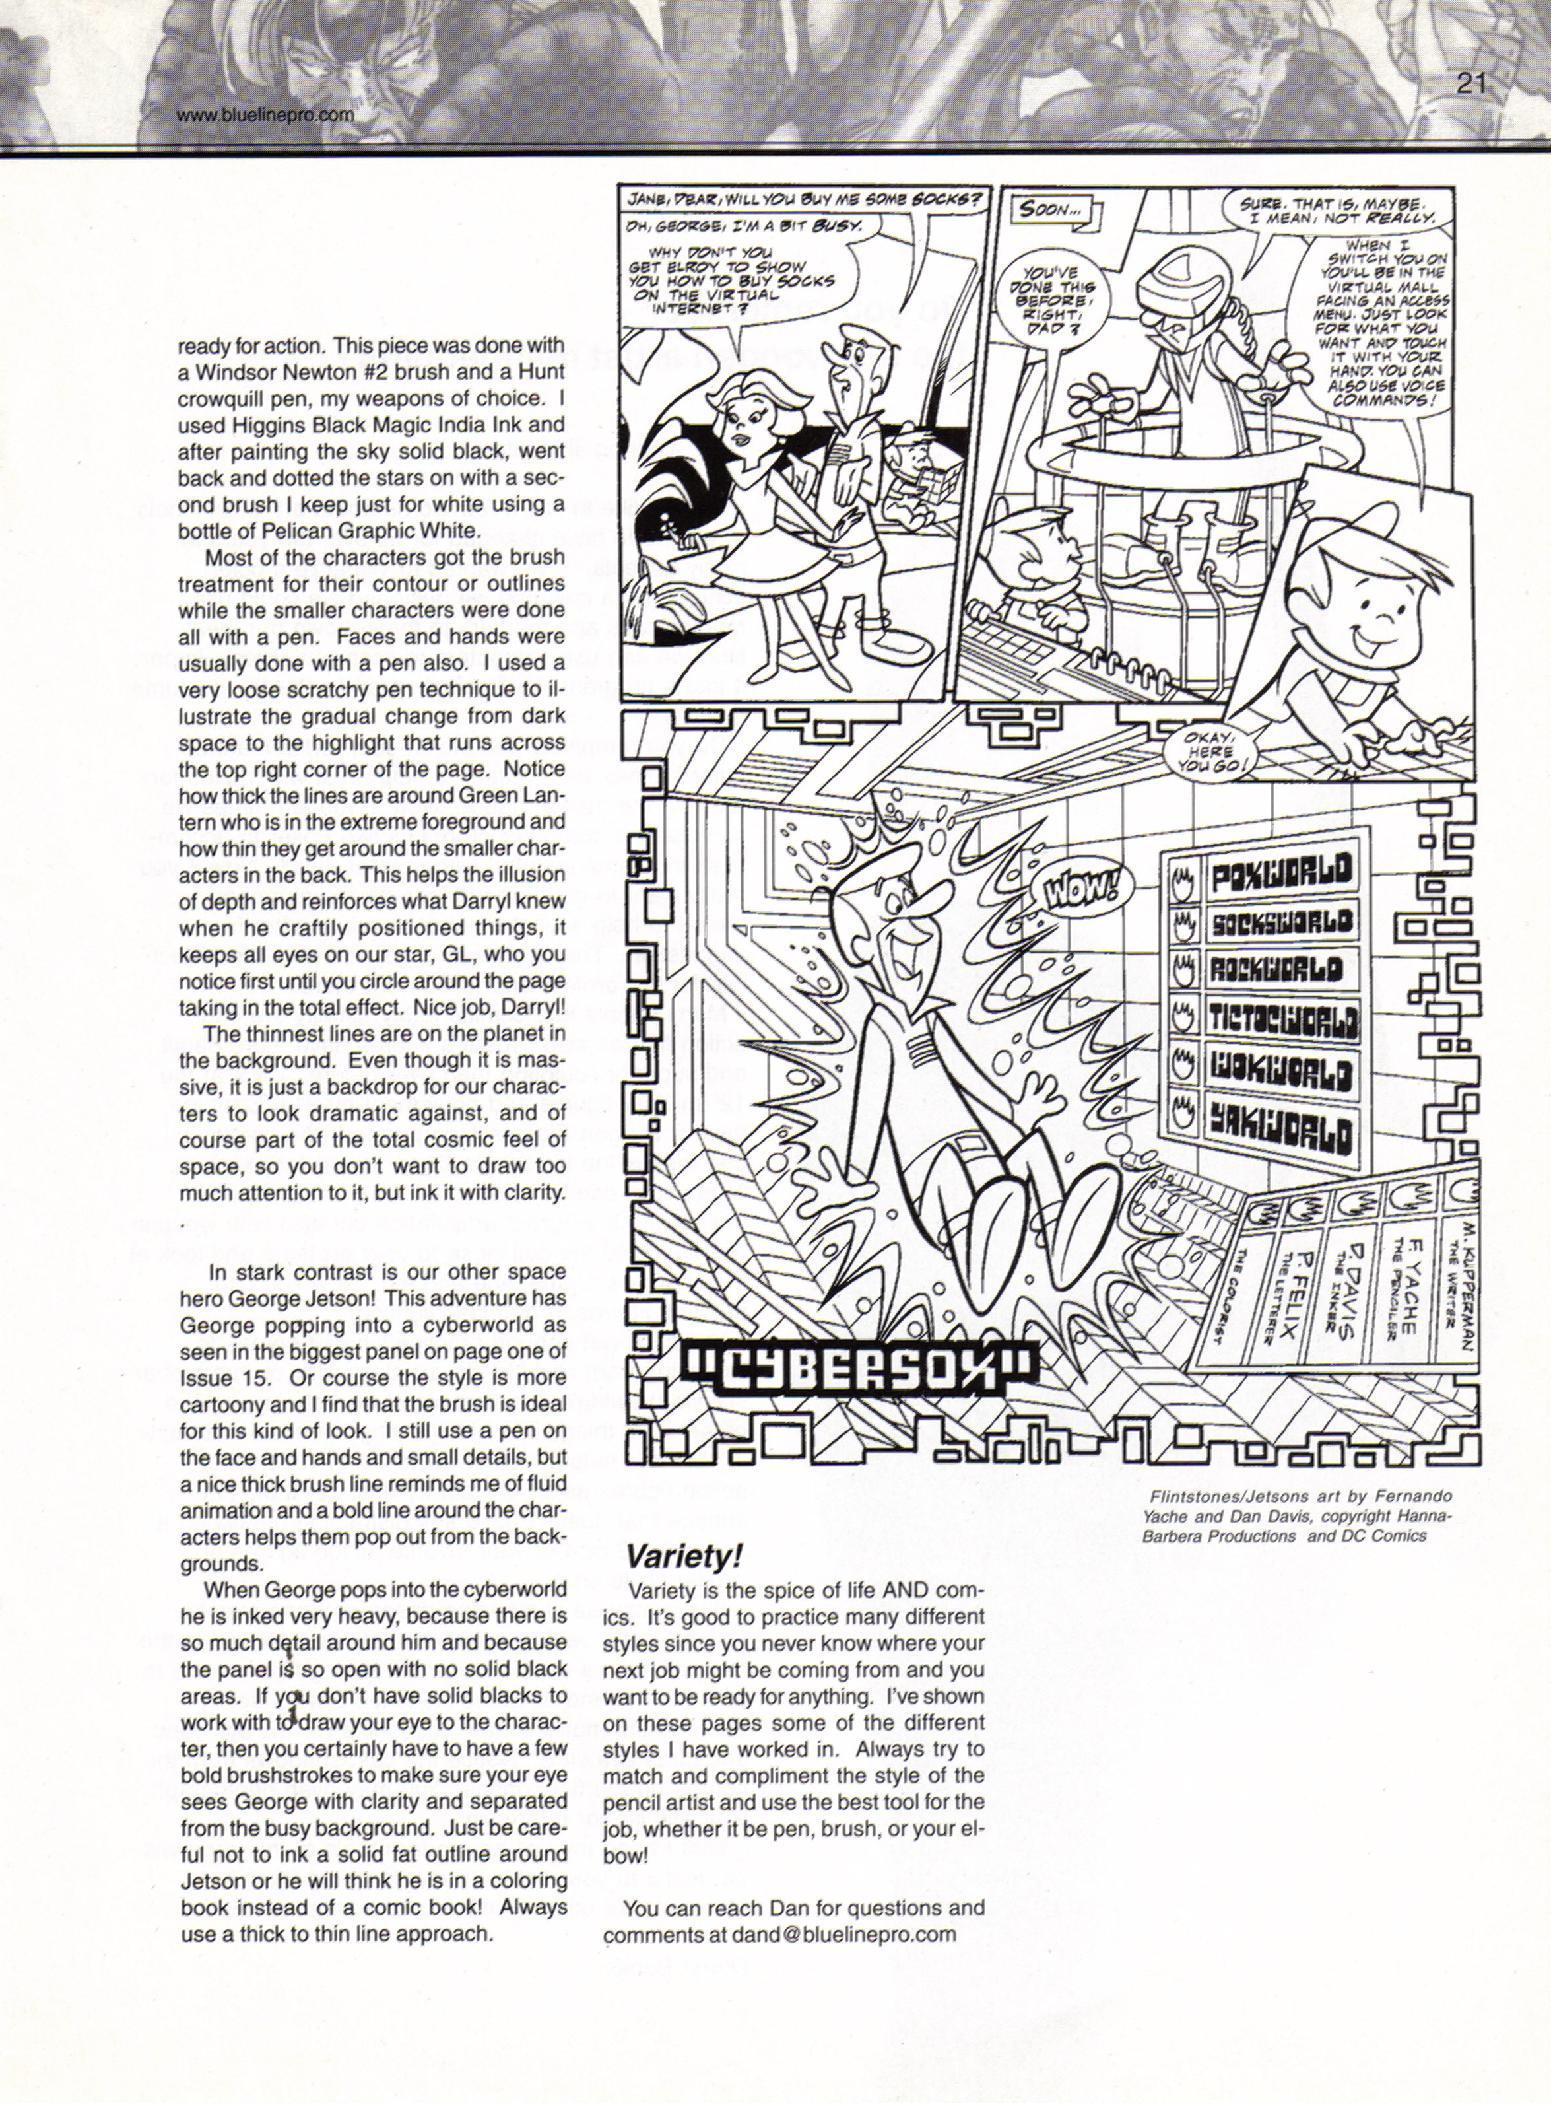 21
www.bluelinepro.com
ready for action. This piece was done with
a Windsor Newton #2 brush and a Hunt
crowquill pen, my weapons of choice. I
used Higgins Black Magic India Ink and
after painting the sky solid black, went
back and dotted the stars on with a sec-
ond brush I keep just for white using a
bottle of Pelican Graphic White.
Most of the characters got the brush
treatment for their contour or outlines
while the smaller characters were done
all with a pen. Faces and hands were
usually done with a pen also. I used a
very loose scratchy pen technique to il-
lustrate the gradual change from dark
space to the highlight that runs across
the top right corner of the page. Notice
how thick the lines are around Green Lan-
tern who is in the extreme foreground and
how thin they get around the smaller char-
acters in the back. This helps the illusion
of depth and reinforces what Darryl knew
when he craftily positioned things, it
keeps all eyes on our star, GL, who you
notice first until you circle around the page
taking in the total effect. Nice job, Darryl!
The thinnest lines are on the planet in
the background. Even though it is mas-
sive, it is just a backdrop for our charac-
ters to look dramatic against, and of
course part of the total cosmic feel of
space, so you don't want to draw too
much attention to it, but ink it with clarity.
In stark contrast is our other space
hero George Jetson! This adventure has
George popping into a cyberworld as
seen in the biggest panel on page one of
Issue 15. Or course the style is more
cartoony and I find that the brush is ideal
for this kind of look. I still use a pen on
the face and hands and small details, but
a nice thick brush line reminds me of fluid
animation and a bold line around the char-
acters helps them pop out from the back-
grounds.
When George pops into the cyberworld
he is inked very heavy, because there is
so much detail around him and because
the panel is so open with no solid black
areas. If you don't have solid blacks to
work with to draw your eye to the charac-
ter, then you certainly have to have a few
bold brushstrokes to make sure your eye
sees George with clarity and separated
from the busy background. Just be care-
ful not to ink a solid fat outline around
Jetson or he will think he is in a coloring
book instead of a comic book! Always
use a thick to thin line approach.
JANE, DEAR, WILL YOU BUY ME SOME SOCKS?
OH, GEORGE, I'M A BIT BUSY.
WHY DON'T YOU
GET ELROY TO SHOW
YOU HOW TO BUY SOCKS
ON THE VIRTUAL
INTERNET?
SOON...
YOU'VE
DONE THIS
BEFORE,
RIGHT,
DAD?
SURE. THAT IS, MAYBE.
I MEAN, NOT REALLY.
WHEN I
SWITCH YOU ON
YOU'LL BE IN THE
VIRTUAL MALL
FACING AN ACCESS
MENU. JUST LOOK
FOR WHAT YOU
WANT AND TOUCH
IT WITH YOUR
HAND. YOU CAN
ALSO USE VOICE
COMMANDS!
OKAY,
HERE
YOU GO!
WOW!
POXWORLD
SOCKSWORLD
ROCKWORLD
TICTOCWORLD
WOKWORLD
YAKWORLD
M. KUPPERMAN
THE WRITER
F. YACHE
THE PENCILER
D. DAVIS
THE INKER
P. FELIX
THE LETTERER
THE COLORIST
"CYBERSOX"
Flintstones/Jetsons art by Fernando
Yache and Dan Davis, copyright Hanna-
Barbera Productions and DC Comics
Variety!
Variety is the spice of life AND com-
ics. It's good to practice many different
styles since you never know where your
next job might be coming from and you
want to be ready for anything. I've shown
on these pages some of the different
styles I have worked in. Always try to
match and compliment the style of the
pencil artist and use the best tool for the
job, whether it be pen, brush, or your el-
bow!
You can reach Dan for questions and
comments at dand@bluelinepro.com